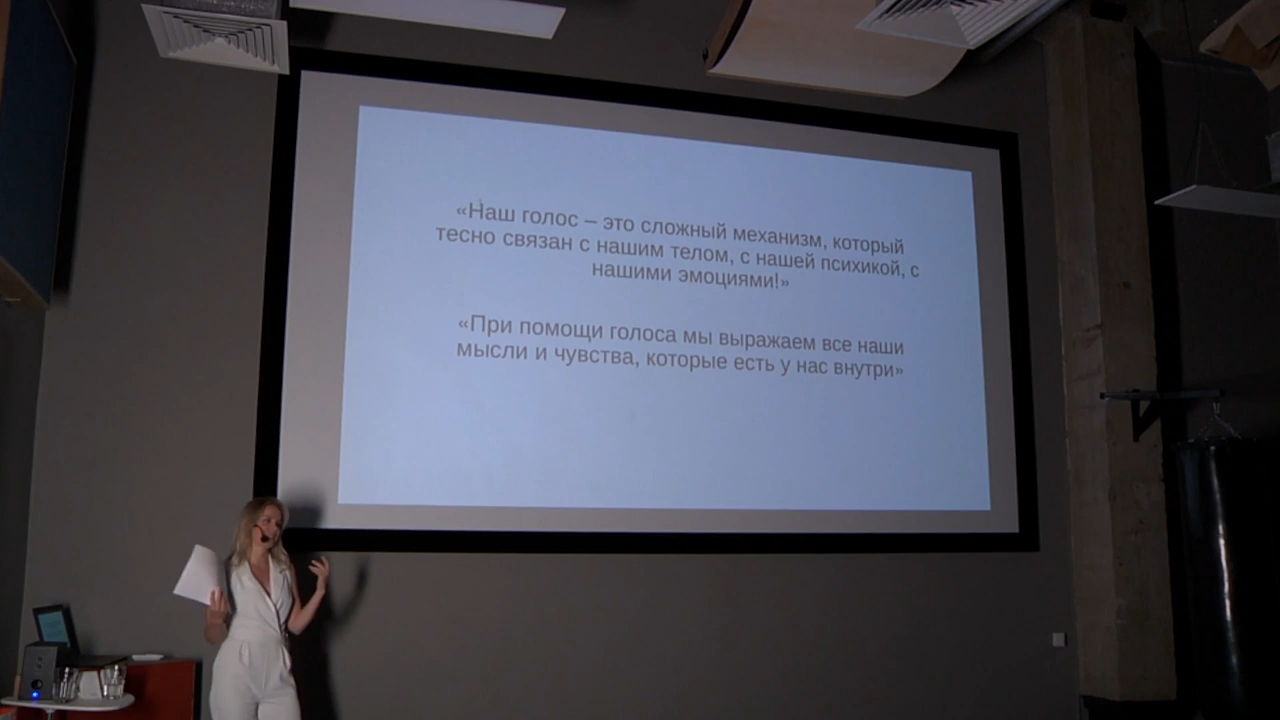 «Наш голос – это сложный механизм, который
тесно связан с нашим телом, с нашей психикой, с
нашими эмоциями!»
«При помощи голоса мы выражаем все наши
мысли и чувства, которые есть у нас внутри»